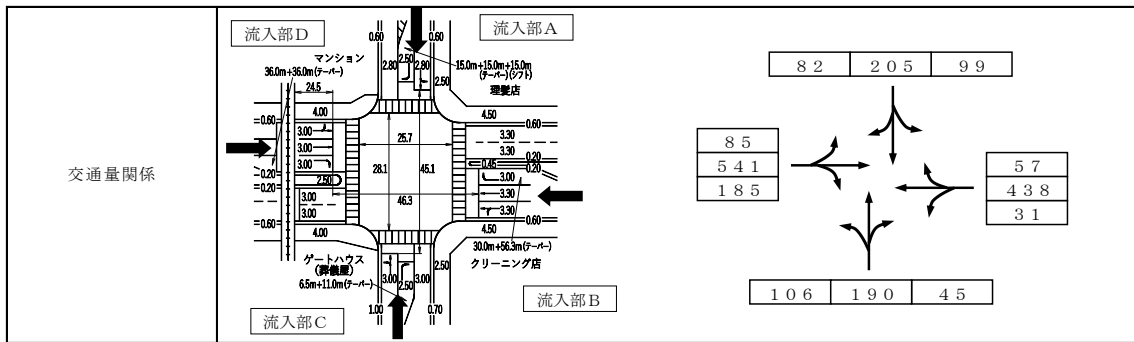 交通量関係
流入部D
流入部A
マンション
36.0m+36.0m(テーパー)
24.5
0.60
0.60
2.50
2.80
2.80
2.50
15.0m+15.0m+15.0m
(テーパー)(シフト)
理髪店
4.00
4.50
0.60
0.60
3.00
3.00
3.00
25.7
3.30
3.30
0.20
0.20
0.45
0.20
0.20
2.50
28.1
45.1
46.3
3.00
3.30
3.30
3.00
3.00
0.60
0.60
4.00
4.50
30.0m+56.3m(テーパー)
ゲートハウス
(葬儀屋)
6.5m+11.0m(テーパー)
3.00
2.50
3.00
2.50
クリーニング店
1.00
0.70
流入部C
流入部B
82 205 99
85
541
185
57
438
31
106 190 45